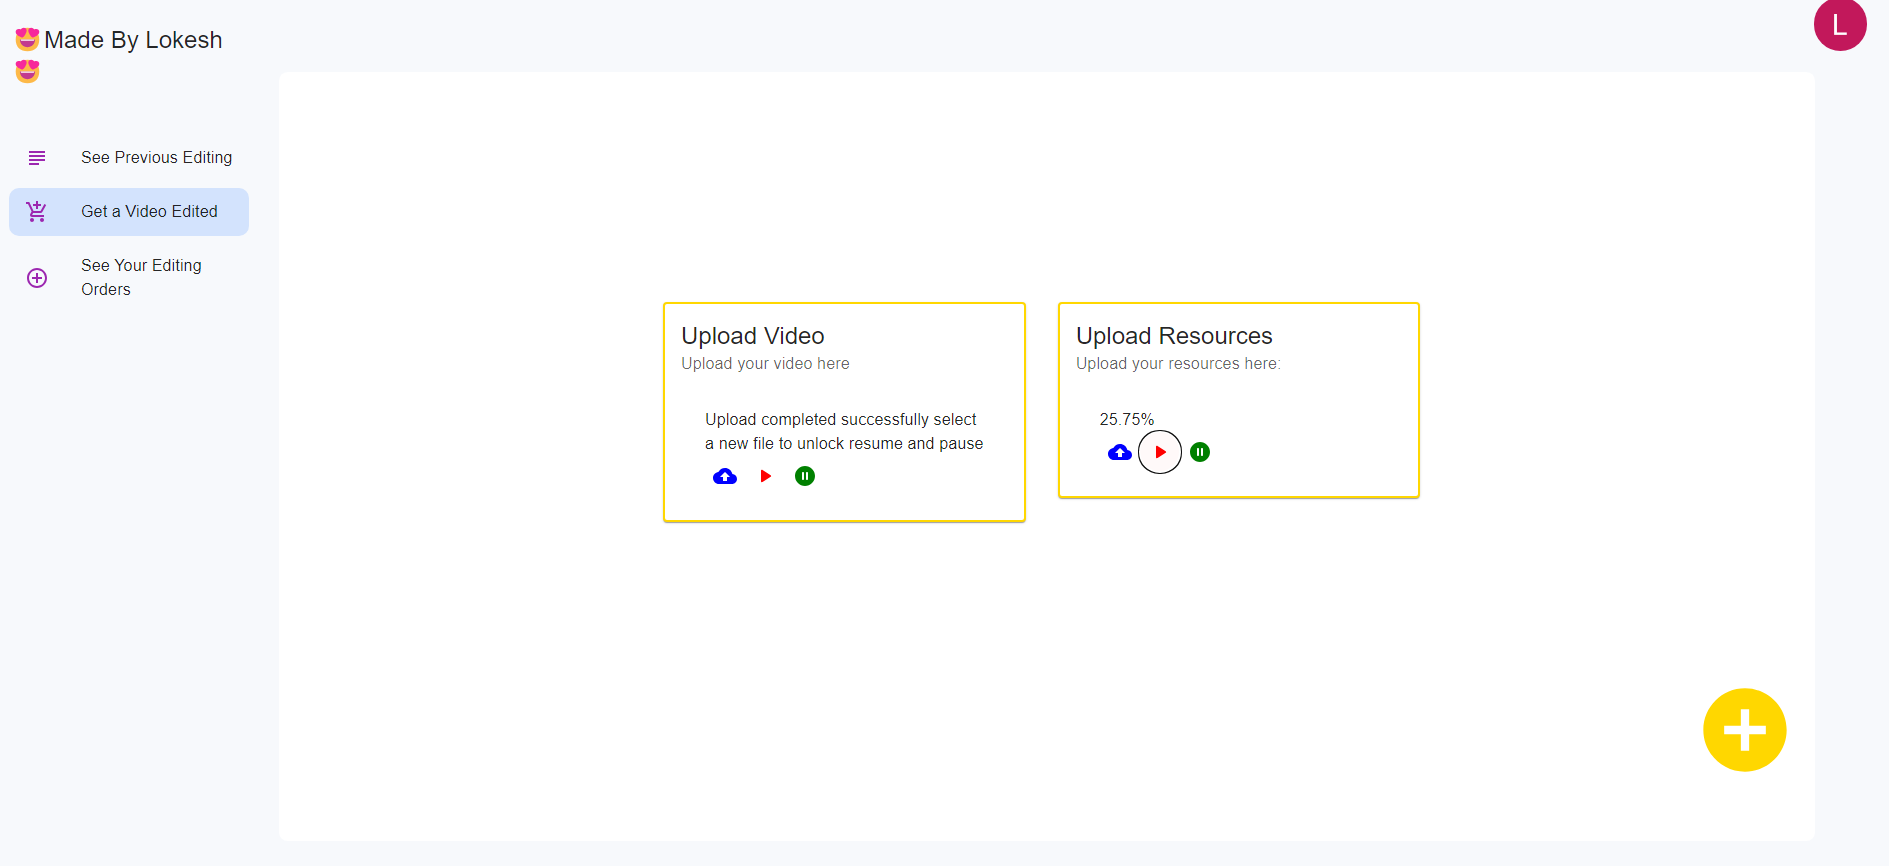 😍Made By Lokesh
😍
L
See Previous Editing
Get a Video Edited
See Your Editing
Orders
Upload Video
Upload your video here
Upload completed successfully select
a new file to unlock resume and pause
Upload Resources
Upload your resources here:
25.75%